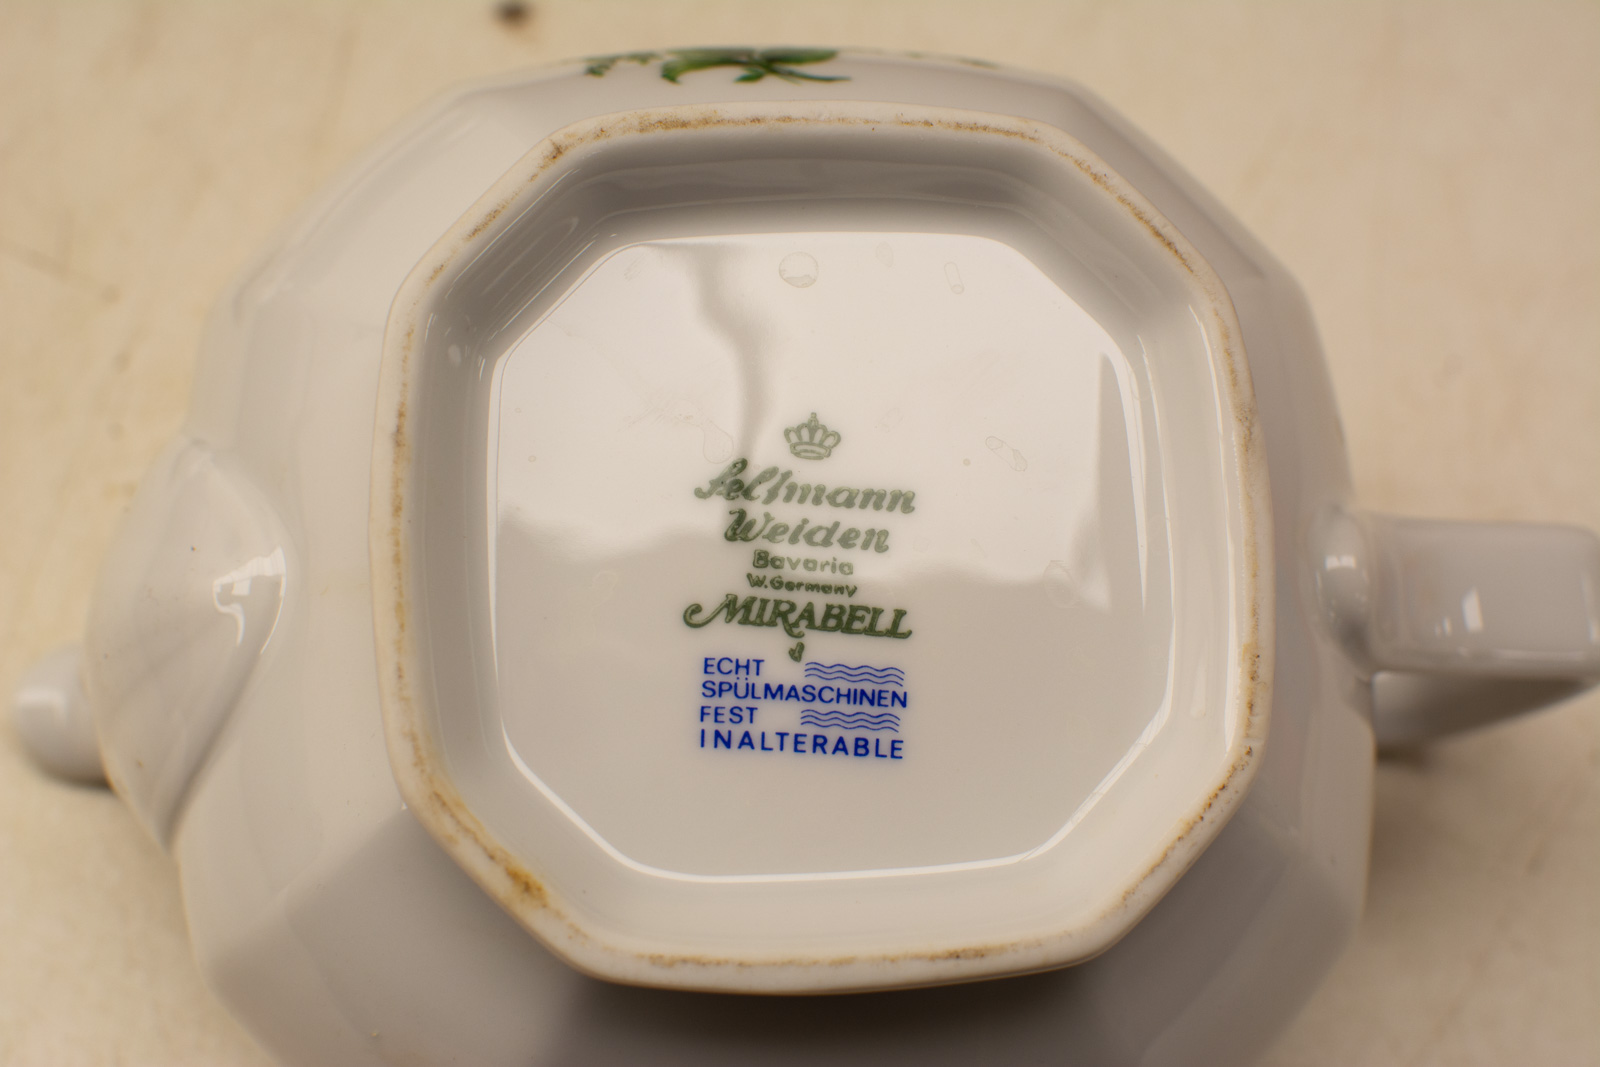 Seltmann
Weiden
Bavaria
W.Germany
MIRABELL
J
ECHT
SPÜLMASCHINEN
FEST
INALTERABLE